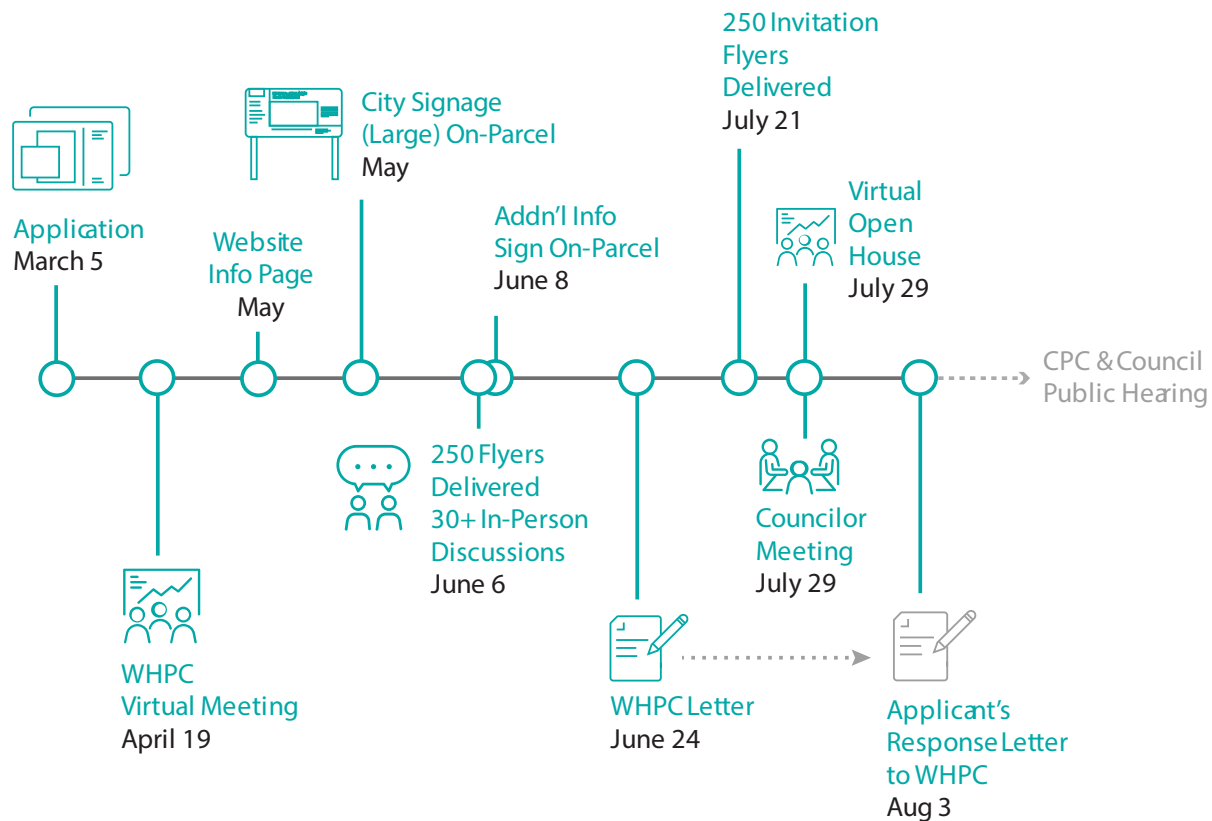 Application
March 5
WHPC
Virtual Meeting
April 19
Website
Info Page
May
City Signage
(Large) On-Parcel
May
250 Flyers
Delivered
30+ In-Person
Discussions
June 6
Addn'l Info
Sign On-Parcel
June 8
WHPC Letter
June 24
250 Invitation
Flyers
Delivered
July 21
Virtual
Open
House
July 29
Councilor
Meeting
July 29
Applicant's
Response Letter
to WHPC
Aug 3
CPC & Council
Public Hearing